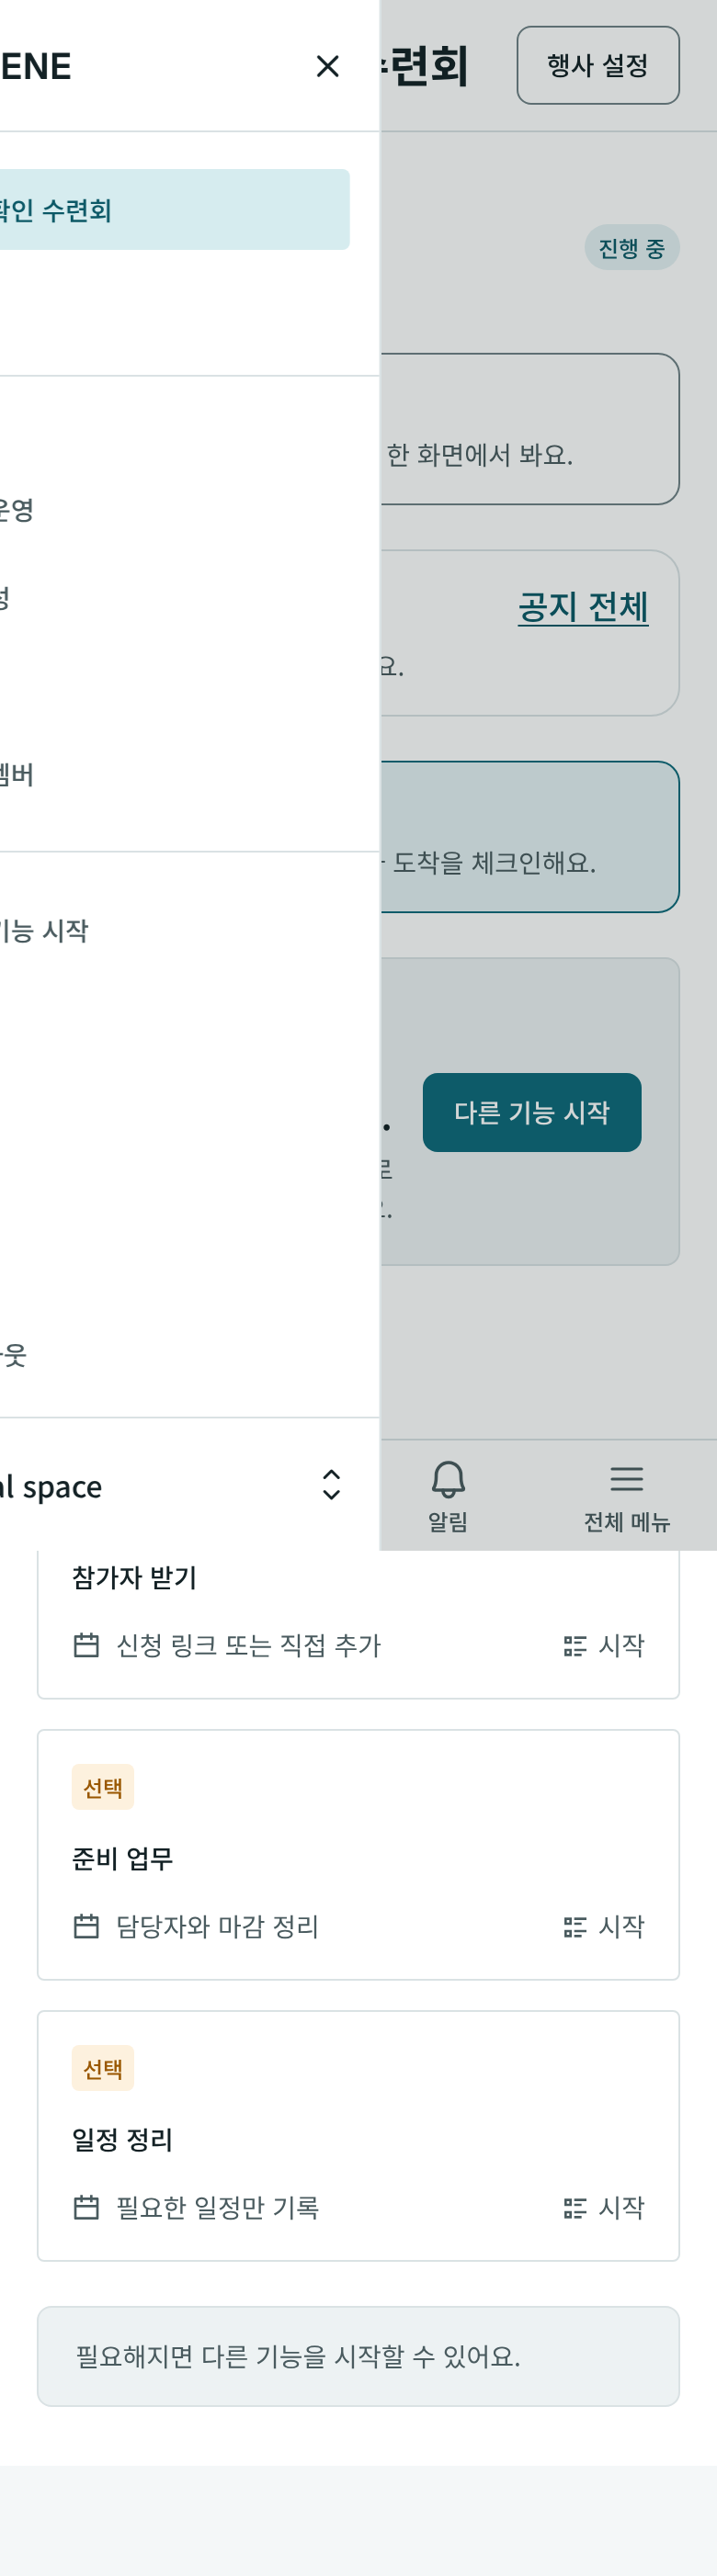 ENE
련회
행사 설정
확인 수련회
진행 중
한 화면에서 봐요.
운영
공지 전체
성
요.
멤버
도착을 체크인해요.
기능 시작
다른 기능 시작
로
요.
웃
al space
알림
전체 메뉴
참가자 받기
신청 링크 또는 직접 추가
시작
선택
준비 업무
담당자와 마감 정리
시작
선택
일정 정리
필요한 일정만 기록
시작
필요해지면 다른 기능을 시작할 수 있어요.